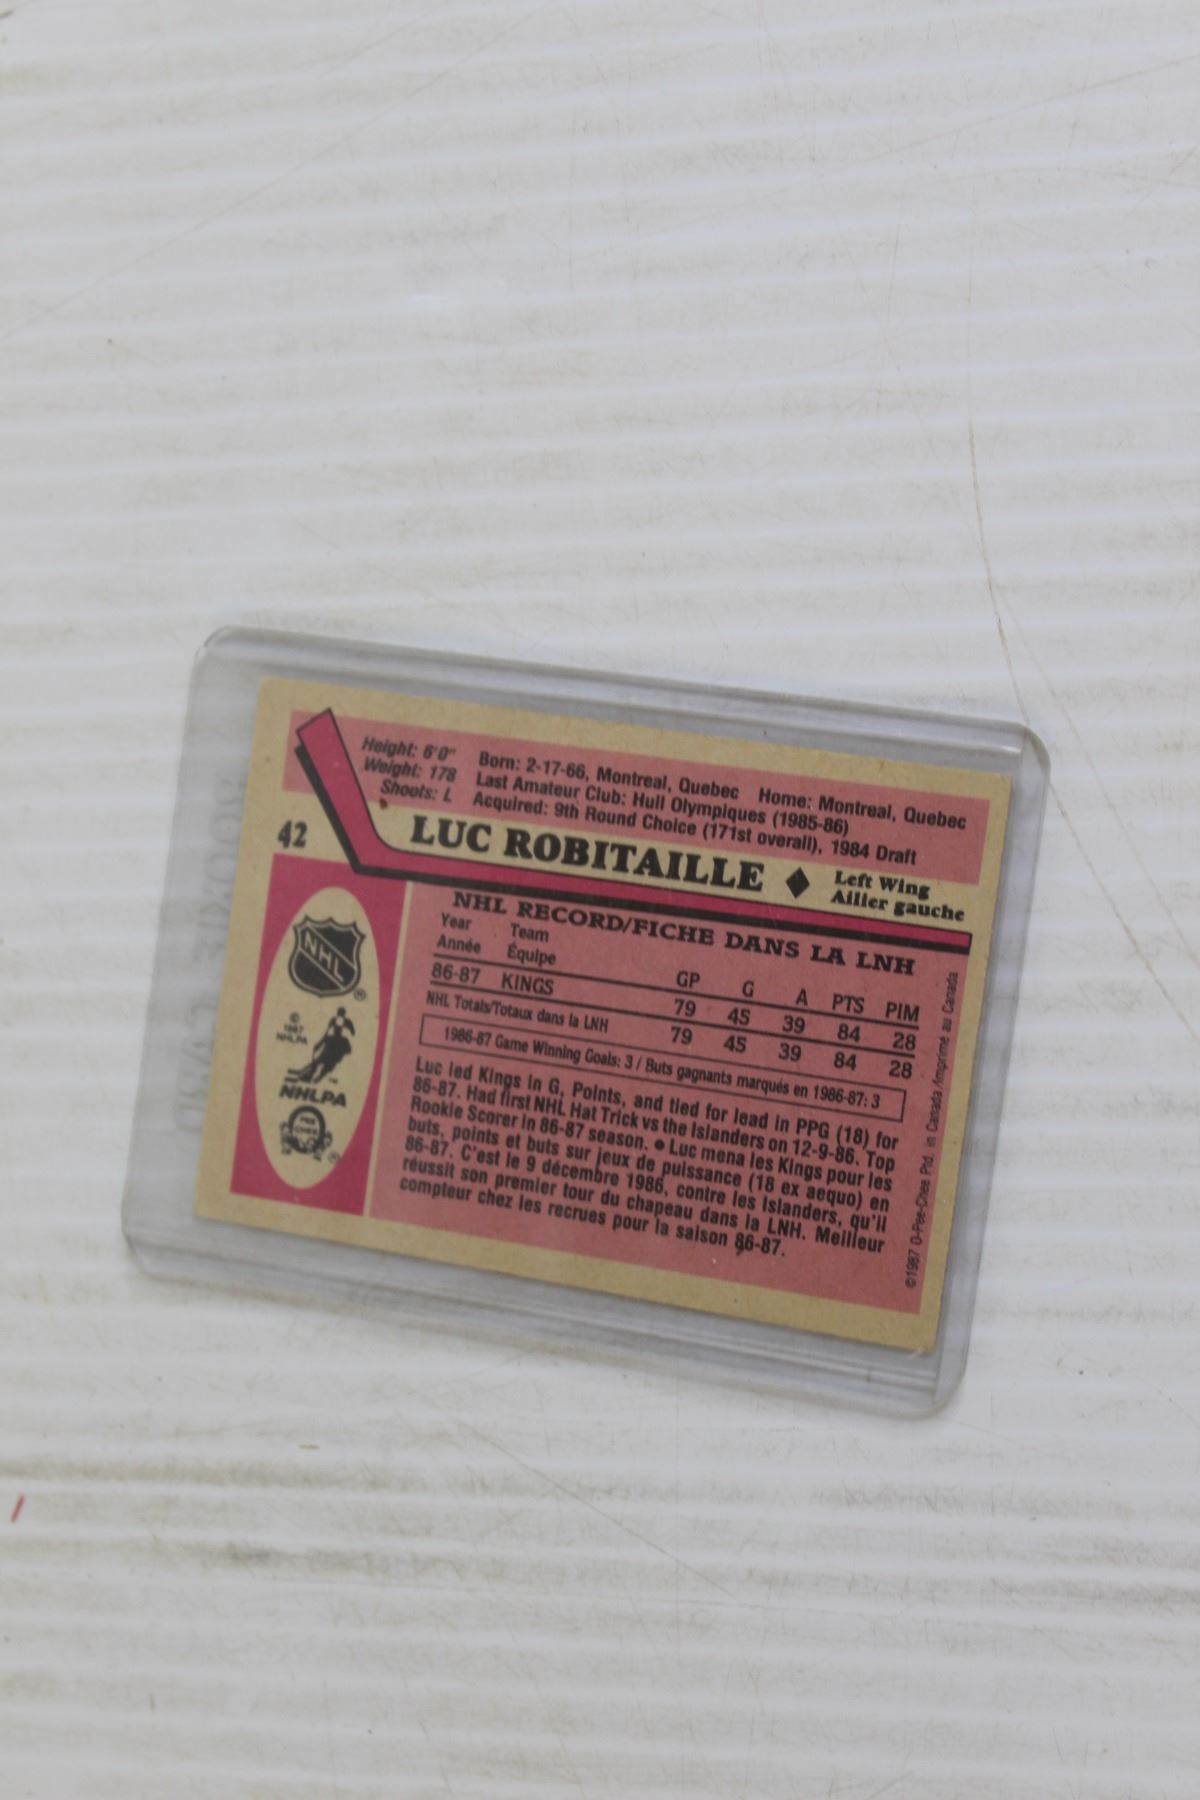 Height: 6'0" Born: 2-17-66, Montreal, Quebec Home: Montreal, Quebec
Weight: 178 Last Amateur Club: Hull Olympiques (1985-86)
Shoots: L Acquired: 9th Round Choice (171st overall), 1984 Draft
42
LUC ROBITAILLE ♦ Left Wing
Ailier gauche
NHL RECORD/FICHE DANS LA LNH
Year Team
Année Équipe GP G A PTS PIM
86-87 KINGS 79 45 39 84 28
NHL Totals/Totaux dans la LNH 79 45 39 84 28
1986-87 Game Winning Goals: 3 / Buts gagnants marqués en 1986-87: 3
Luc led Kings in G, Points, and tied for lead in PPG (18) for
86-87. Had first NHL Hat Trick vs the Islanders on 12-9-86. Top
Rookie Scorer in 86-87 season. ● Luc mena les Kings pour les
buts, points et buts sur jeux de puissance (18 ex aequo) en
86-87. C'est le 9 décembre 1986, contre les Islanders, qu'il
réussit son premier tour du chapeau dans la LNH. Meilleur
compteur chez les recrues pour la saison 86-87.
NHL ®
©
1987
NHLPA
™
NHLPA
O
PEE
CHEE
®
©1987 O-Pee-Chee Ptd. in Canada/Imprimé au Canada